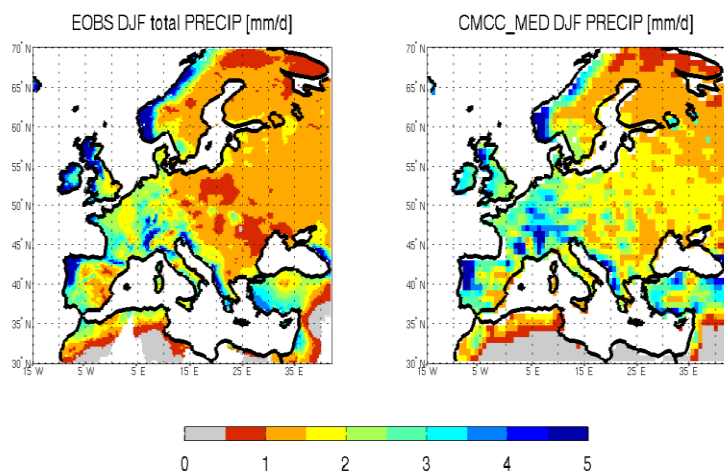 EOBS DJF total PRECIP [mm/d]
CMCC_MED DJF PRECIP [mm/d]
70° N
65° N
60° N
55° N
50° N
45° N
40° N
35° N
30° N
15° W
5° W
5° E
15° E
25° E
35° E
70° N
65° N
60° N
55° N
50° N
45° N
40° N
35° N
30° N
15° W
5° W
5° E
15° E
25° E
35° E
0 1 2 3 4 5